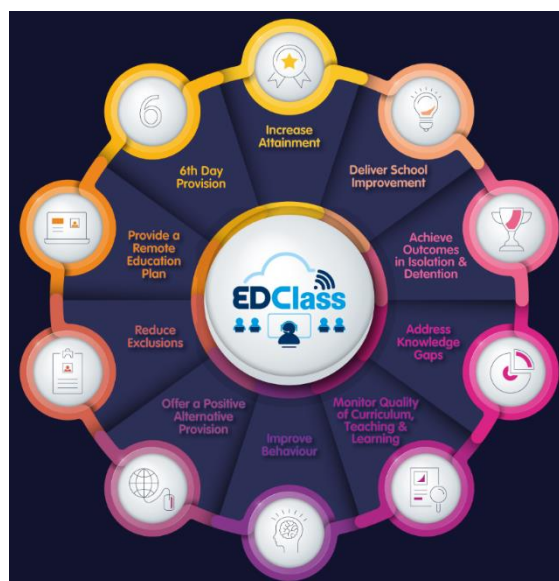 Increase
Attainment
Deliver School
Improvement
Achieve
Outcomes
in Isolation &
Detention
Address
Knowledge
Gaps
Monitor Quality
of Curriculum,
Teaching &
Learning
Improve
Behaviour
Offer a Positive
Alternative
Provision
Reduce
Exclusions
Provide a
Remote
Education
Plan
6
6th Day
Provision
EDClass